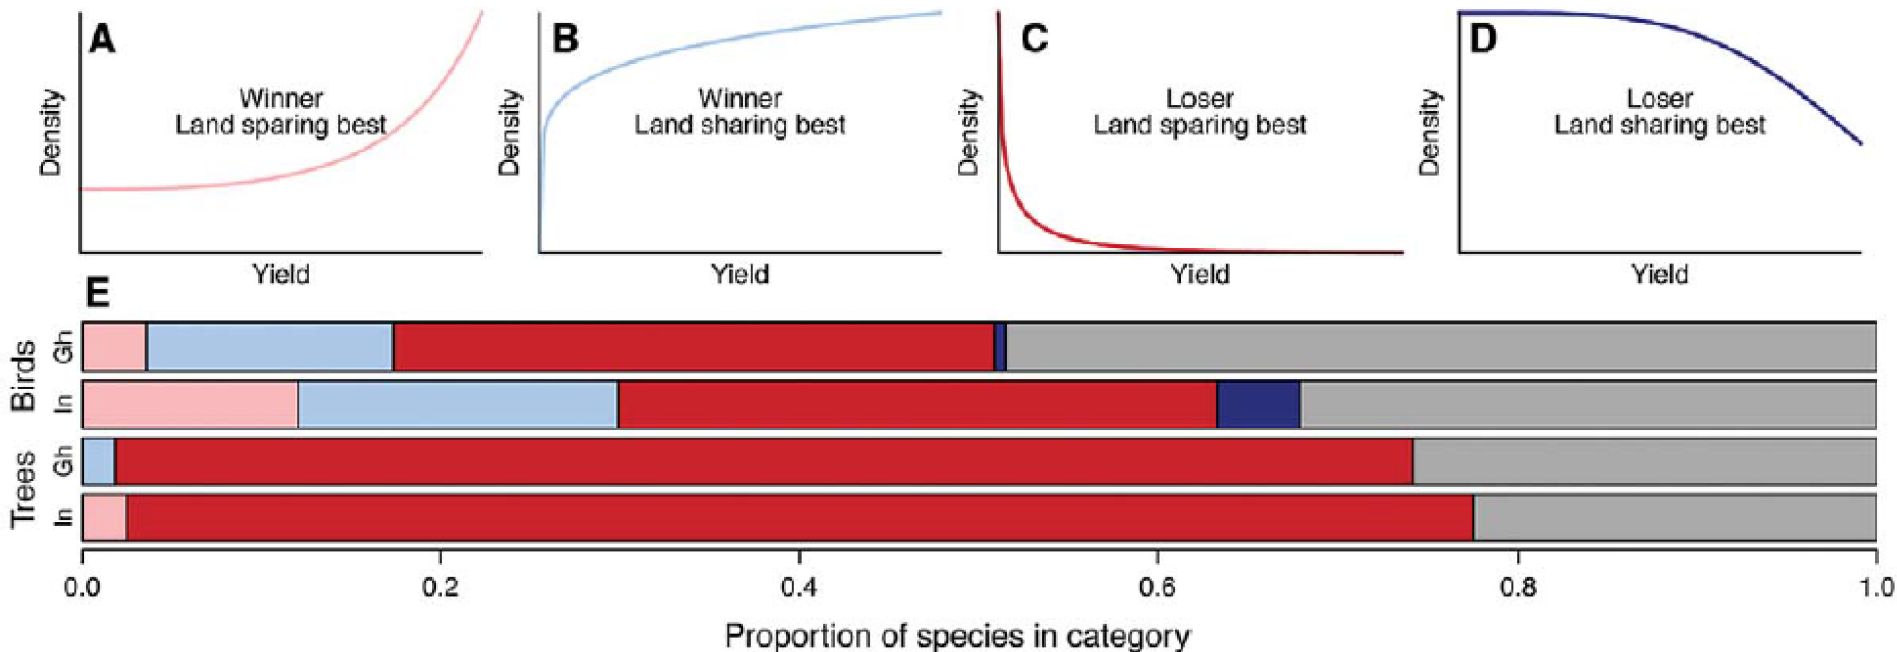 A
Winner
Land sparing best
Density
Yield
B
Winner
Land sharing best
Density
Yield
C
Loser
Land sparing best
Density
Yield
D
Loser
Land sharing best
Density
Yield
E
Birds
Gh
In
Trees
Gh
In
0.0 0.2 0.4 0.6 0.8 1.0
Proportion of species in category